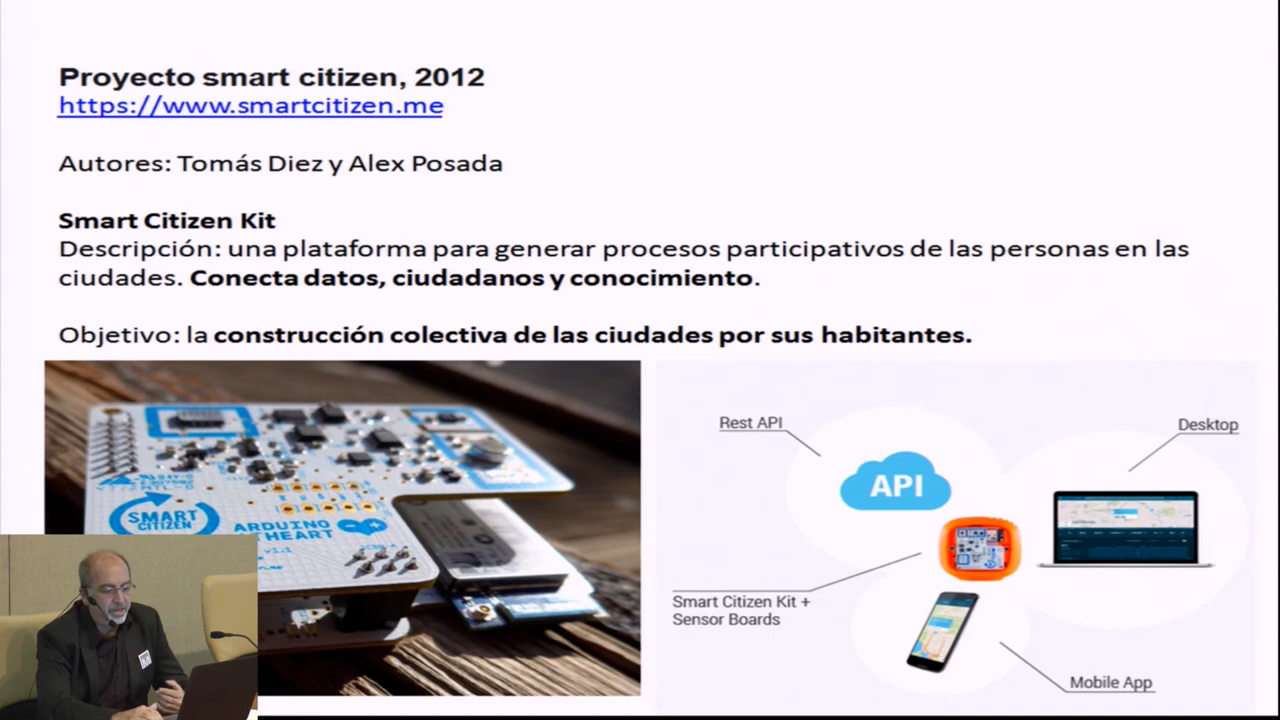 Proyecto smart citizen, 2012
https://www.smartcitizen.me
Autores: Tomás Diez y Alex Posada
Smart Citizen Kit
Descripción: una plataforma para generar procesos participativos de las personas en las
ciudades. Conecta datos, ciudadanos y conocimiento.
Objetivo: la construcción colectiva de las ciudades por sus habitantes.
SMART
CITIZEN
ARDUINO
HEART
v1.1
Rest API
API
Desktop
Smart Citizen Kit +
Sensor Boards
Mobile App